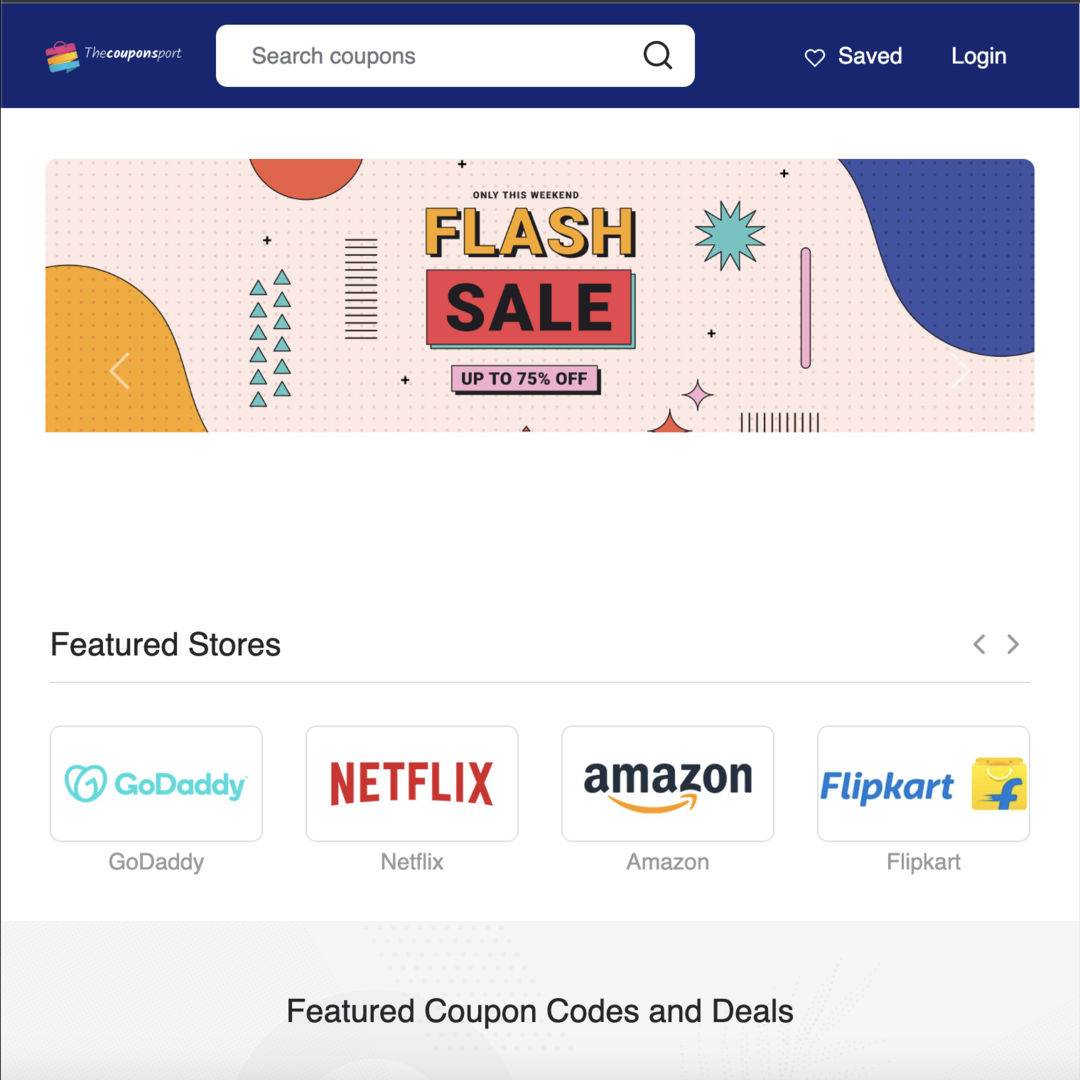 Thecouponsport
Search coupons
Saved
Login
ONLY THIS WEEKEND
FLASH
SALE
UP TO 75% OFF
Featured Stores
GoDaddy
NETFLIX
amazon
Flipkart
GoDaddy
Netflix
Amazon
Flipkart
Featured Coupon Codes and Deals